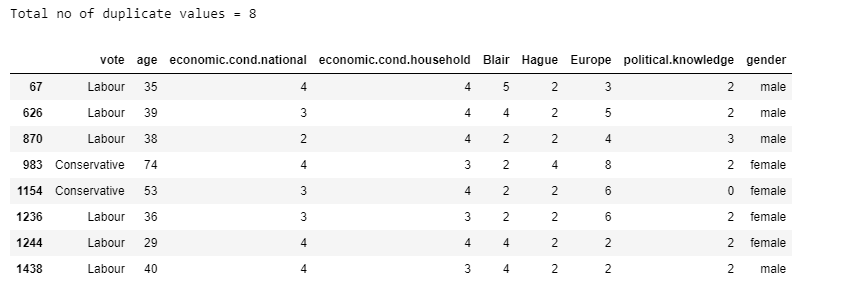 Total no of duplicate values = 8
vote age economic.cond.national economic.cond.household Blair Hague Europe political.knowledge gender
67 Labour 35 4 4 5 2 3 2 male
626 Labour 39 3 4 4 2 5 2 male
870 Labour 38 2 4 2 2 4 3 male
983 Conservative 74 4 3 2 4 8 2 female
1154 Conservative 53 3 4 2 2 6 0 female
1236 Labour 36 3 3 2 2 6 2 female
1244 Labour 29 4 4 4 2 2 2 female
1438 Labour 40 4 3 4 2 2 2 male